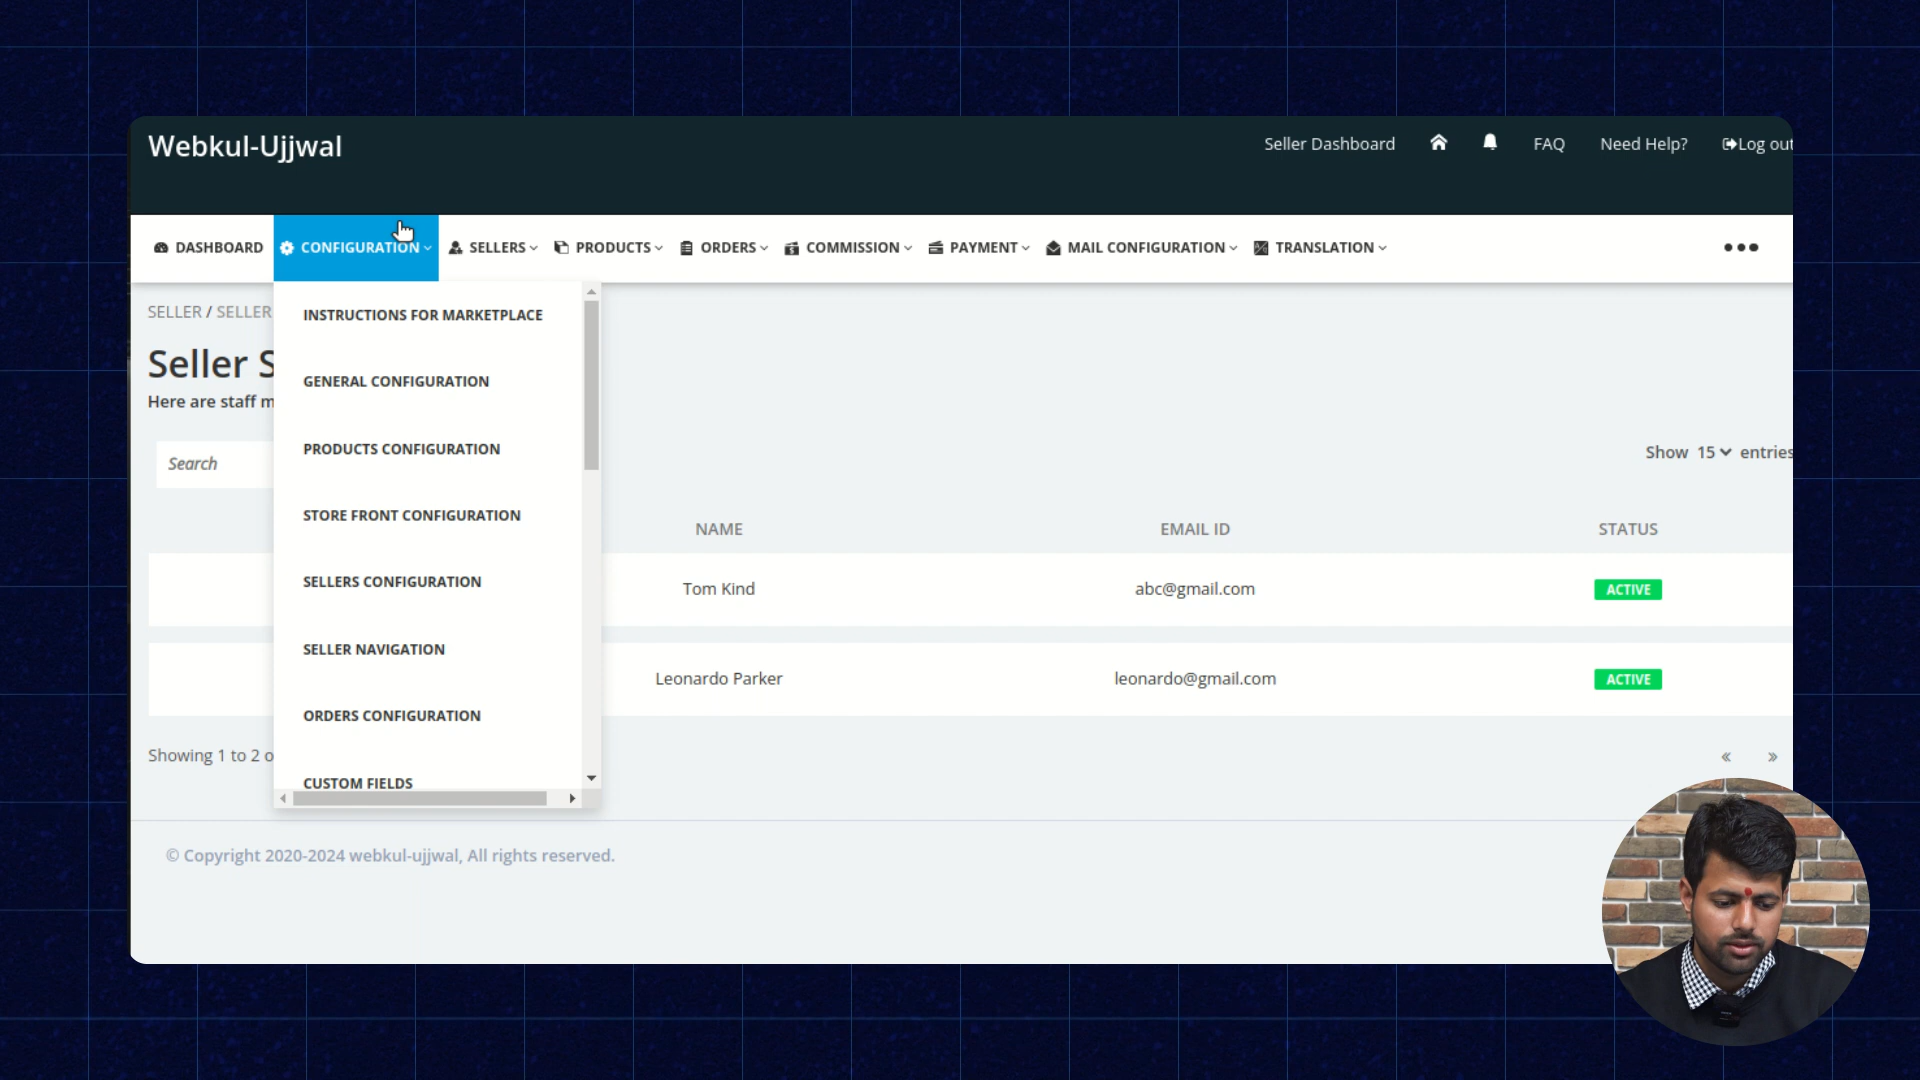 Webkul-Ujjwal
Seller Dashboard FAQ Need Help? Log out
DASHBOARD CONFIGURATION SELLERS PRODUCTS ORDERS COMMISSION PAYMENT MAIL CONFIGURATION TRANSLATION
SELLER / SELLER
Seller S
Here are staff m
Search
INSTRUCTIONS FOR MARKETPLACE
GENERAL CONFIGURATION
PRODUCTS CONFIGURATION
STORE FRONT CONFIGURATION
SELLERS CONFIGURATION
SELLER NAVIGATION
ORDERS CONFIGURATION
CUSTOM FIELDS
Show 15 entries
NAME EMAIL ID STATUS
Tom Kind abc@gmail.com ACTIVE
Leonardo Parker leonardo@gmail.com ACTIVE
Showing 1 to 2 o
« »
© Copyright 2020-2024 webkul-ujjwal, All rights reserved.